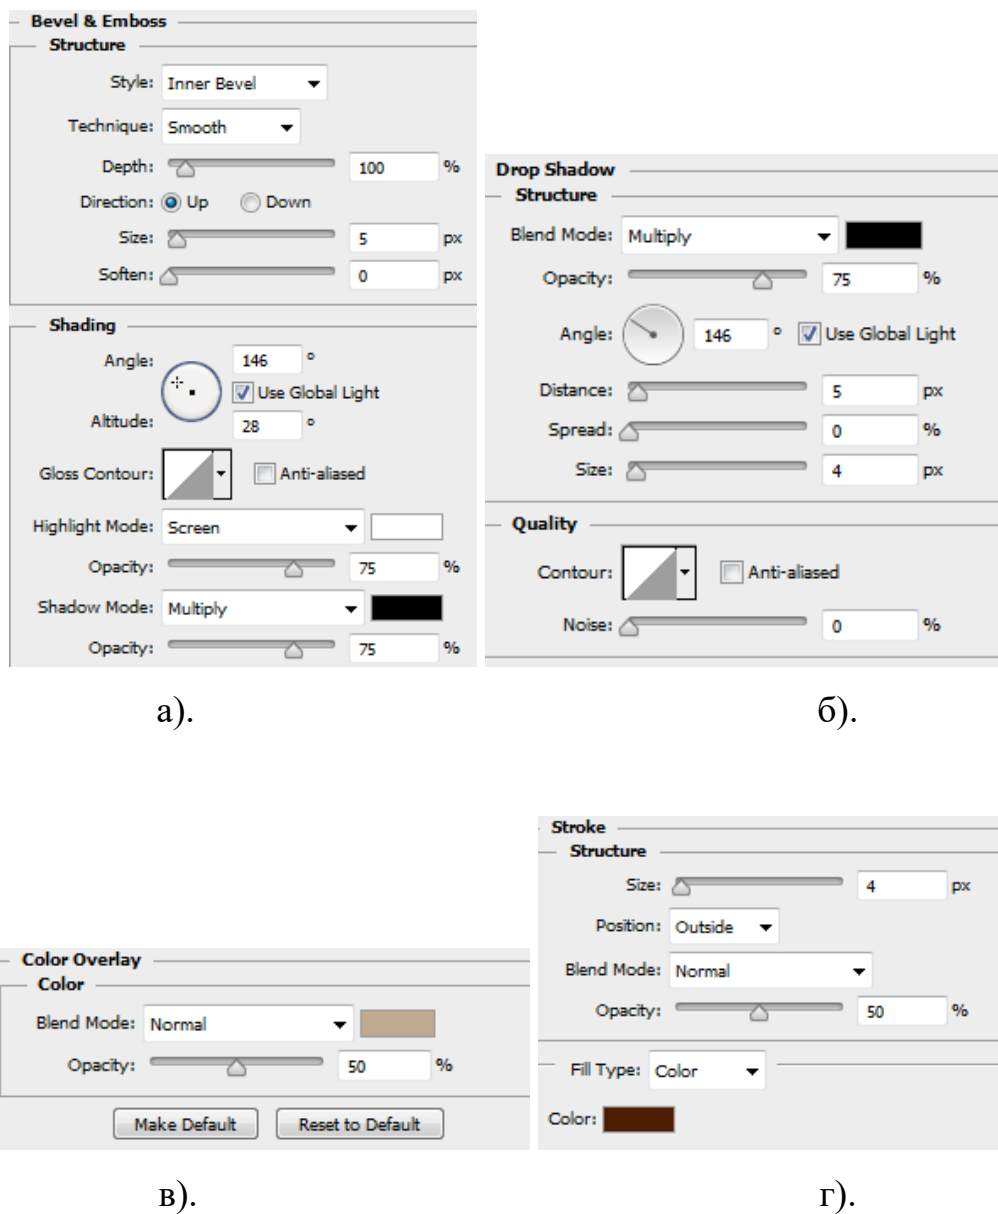 Bevel & Emboss
Structure
Style: Inner Bevel
Technique: Smooth
Depth: 100 %
Direction: Up Down
Size: 5 px
Soften: 0 px
Shading
Angle: 146 °
Use Global Light
Altitude: 28 °
Gloss Contour: Anti-aliased
Highlight Mode: Screen
Opacity: 75 %
Shadow Mode: Multiply
Opacity: 75 %
а).
Drop Shadow
Structure
Blend Mode: Multiply
Opacity: 75 %
Angle: 146 ° Use Global Light
Distance: 5 px
Spread: 0 %
Size: 4 px
Quality
Contour: Anti-aliased
Noise: 0 %
б).
Color Overlay
Color
Blend Mode: Normal
Opacity: 50 %
Make Default Reset to Default
в).
Stroke
Structure
Size: 4 px
Position: Outside
Blend Mode: Normal
Opacity: 50 %
Fill Type: Color
Color:
г).